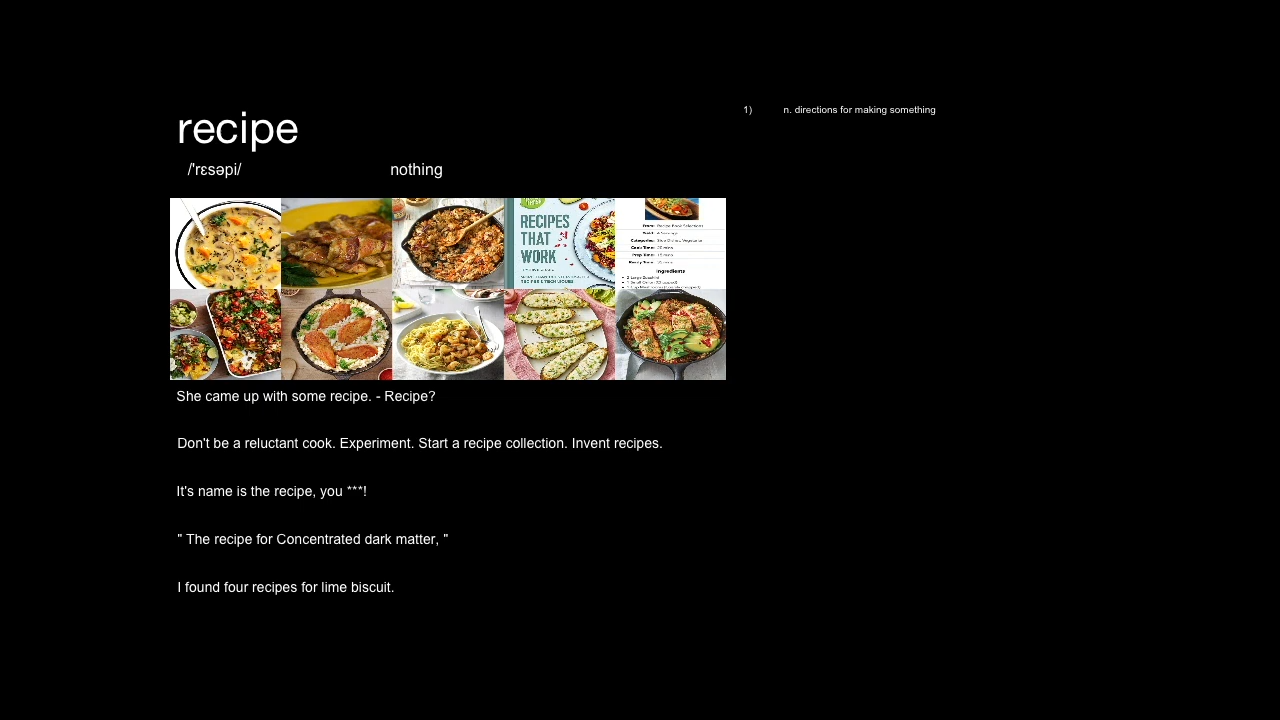 recipe
/'rɛsəpi/
nothing
1) n. directions for making something
RECIPES
THAT
WORK
Ingredients
She came up with some recipe. - Recipe?
Don't be a reluctant cook. Experiment. Start a recipe collection. Invent recipes.
It's name is the recipe, you ***!
" The recipe for Concentrated dark matter, "
I found four recipes for lime biscuit.